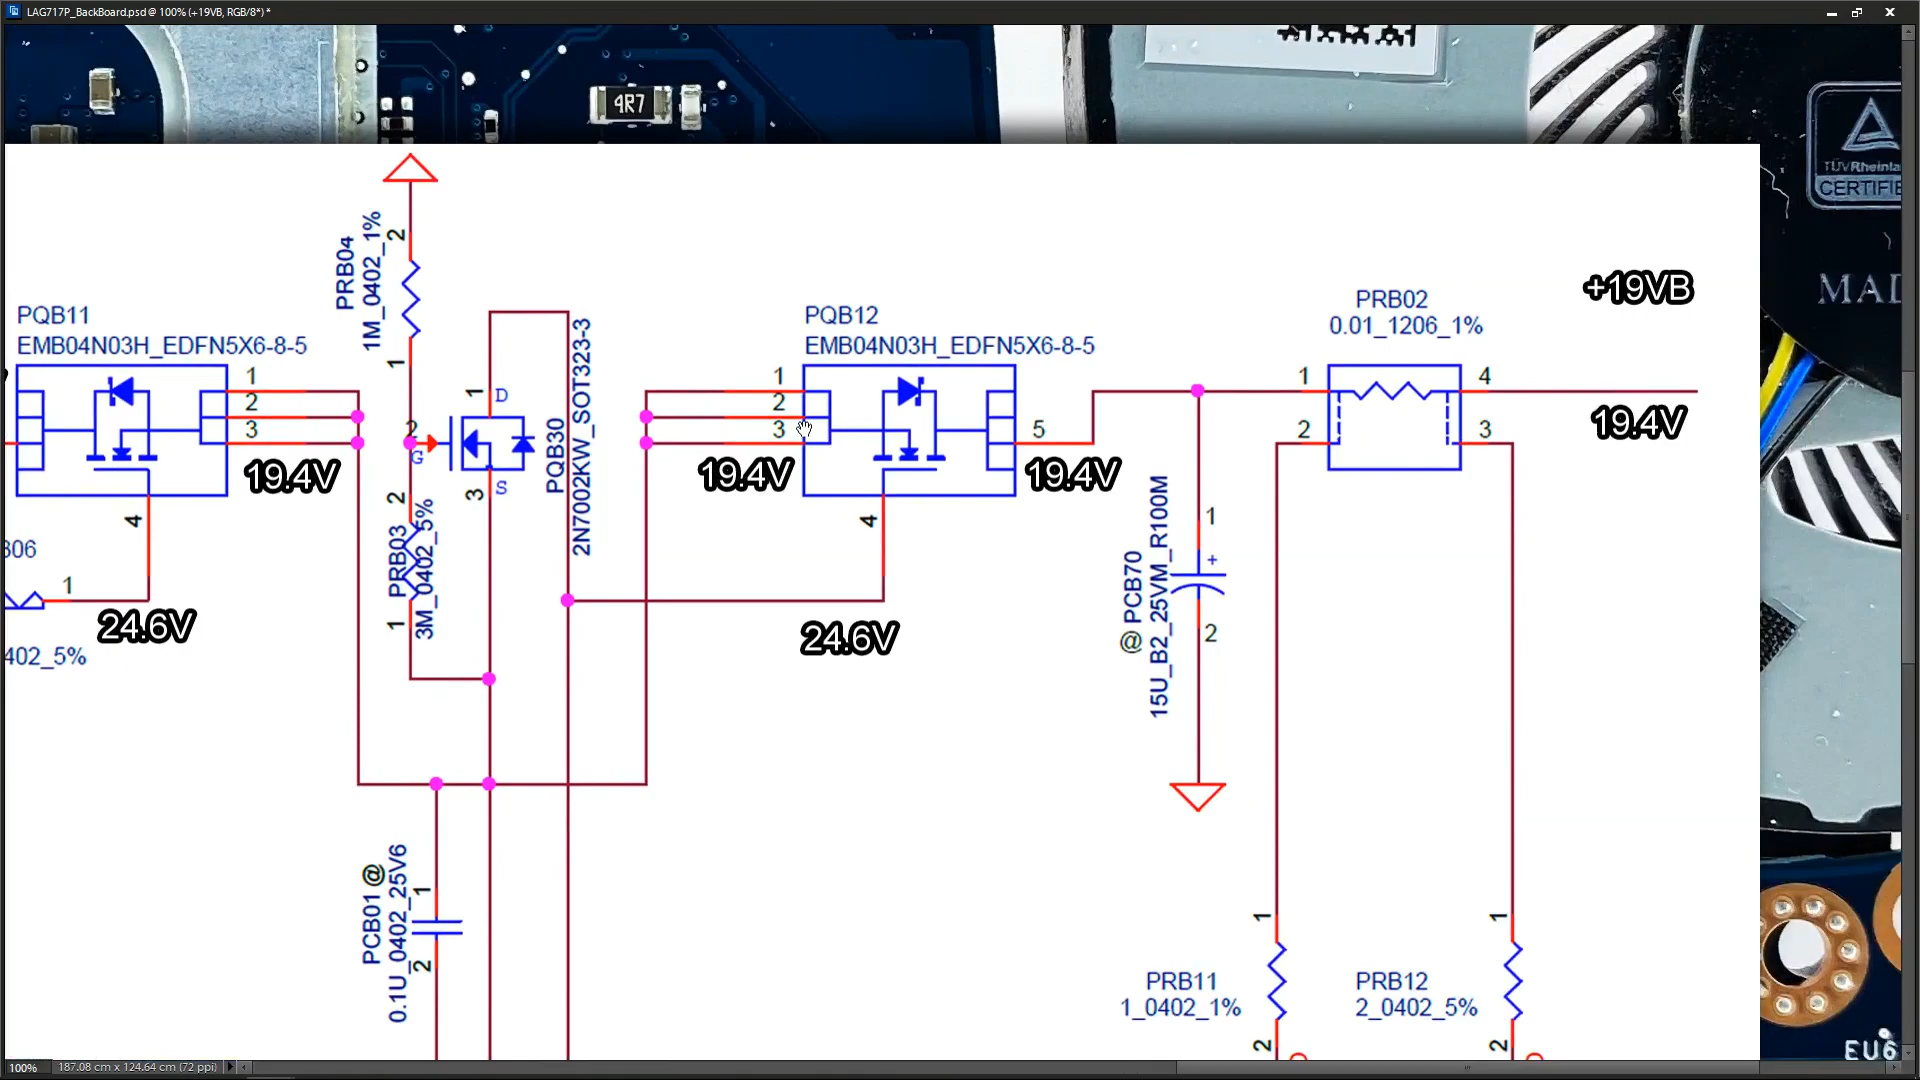 LAG717P_BackBoard.psd @ 100% (+19VB, RGB/8*) *
4R7
TÜVRheinla
CERTIFIE
MAD
PRB04
1M_0402_1%
2
1
PQB11
EMB04N03H_EDFN5X6-8-5
1
2
3
4
19.4V
306
1
24.6V
402_5%
2
G
1
D
3
S
PQB30
2N7002KW_SOT323-3
2
PRB03
3M_0402_5%
1
PQB12
EMB04N03H_EDFN5X6-8-5
1
2
3
5
4
19.4V
19.4V
24.6V
PRB02
0.01_1206_1%
1
4
2
3
+19VB
19.4V
1
+
2
@ PCB70
15U_B2_25VM_R100M
PCB01 @
0.1U_0402_25V6
1
2
1
PRB11
1_0402_1%
2
1
PRB12
2_0402_5%
2
EU6
100%
187.08 cm x 124.64 cm (72 ppi)